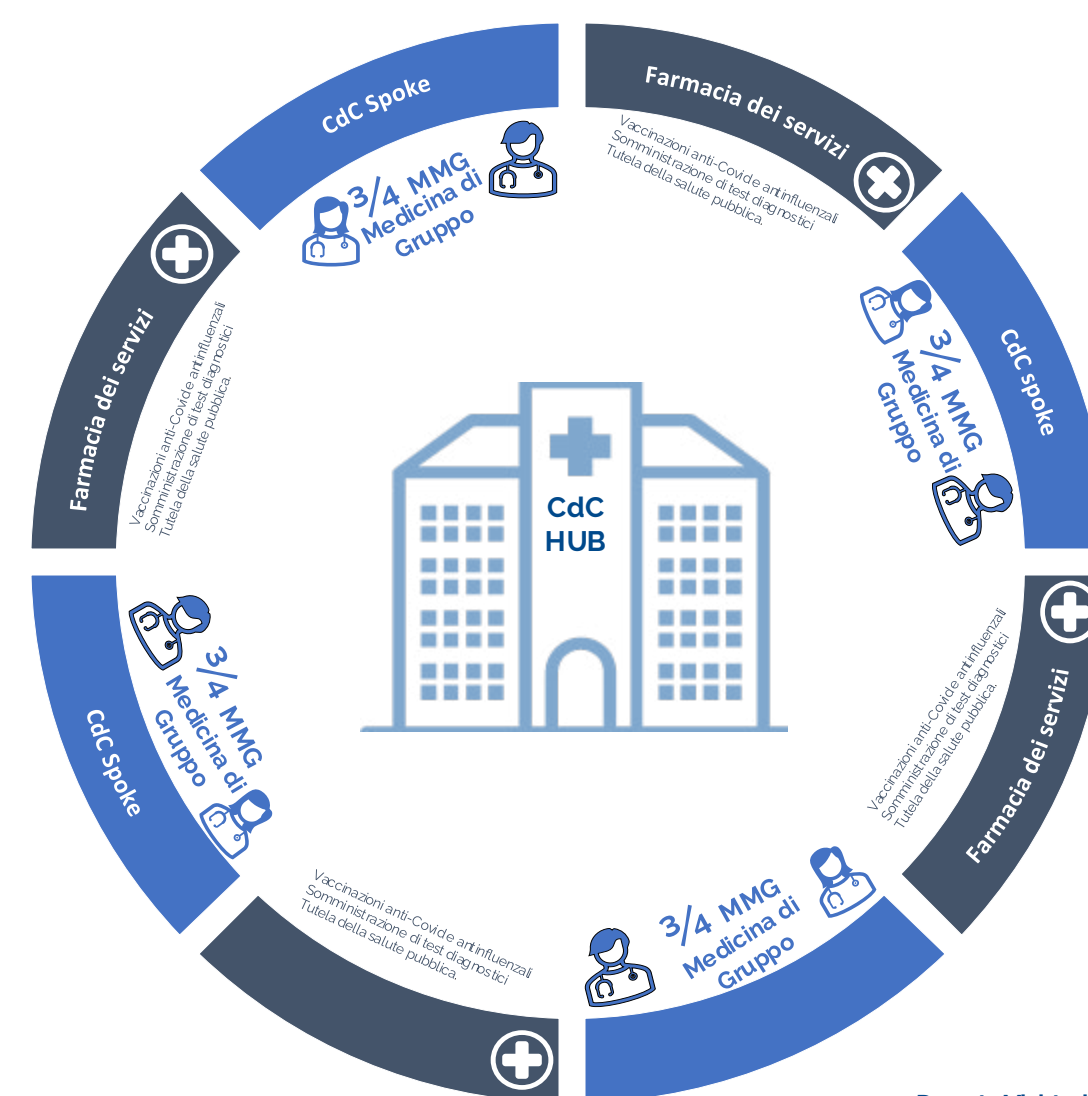 CdC Spoke
3/4 MMG
Medicina di
Gruppo
Farmacia dei servizi
Vaccinazioni anti-Covid e antinfluenzali
Somministrazione di test diagnostici
Tutela della salute pubblica.
CdC spoke
3/4 MMG
Medicina di
Gruppo
Farmacia dei servizi
Vaccinazioni anti-Covid e antinfluenzali
Somministrazione di test diagnostici
Tutela della salute pubblica.
3/4 MMG
Medicina di
Gruppo
Vaccinazioni anti-Covid e antinfluenzali
Somministrazione di test diagnostici
Tutela della salute pubblica.
CdC Spoke
3/4 MMG
Medicina di
Gruppo
Farmacia dei servizi
Vaccinazioni anti-Covid e antinfluenzali
Somministrazione di test diagnostici
Tutela della salute pubblica.
CdC
HUB